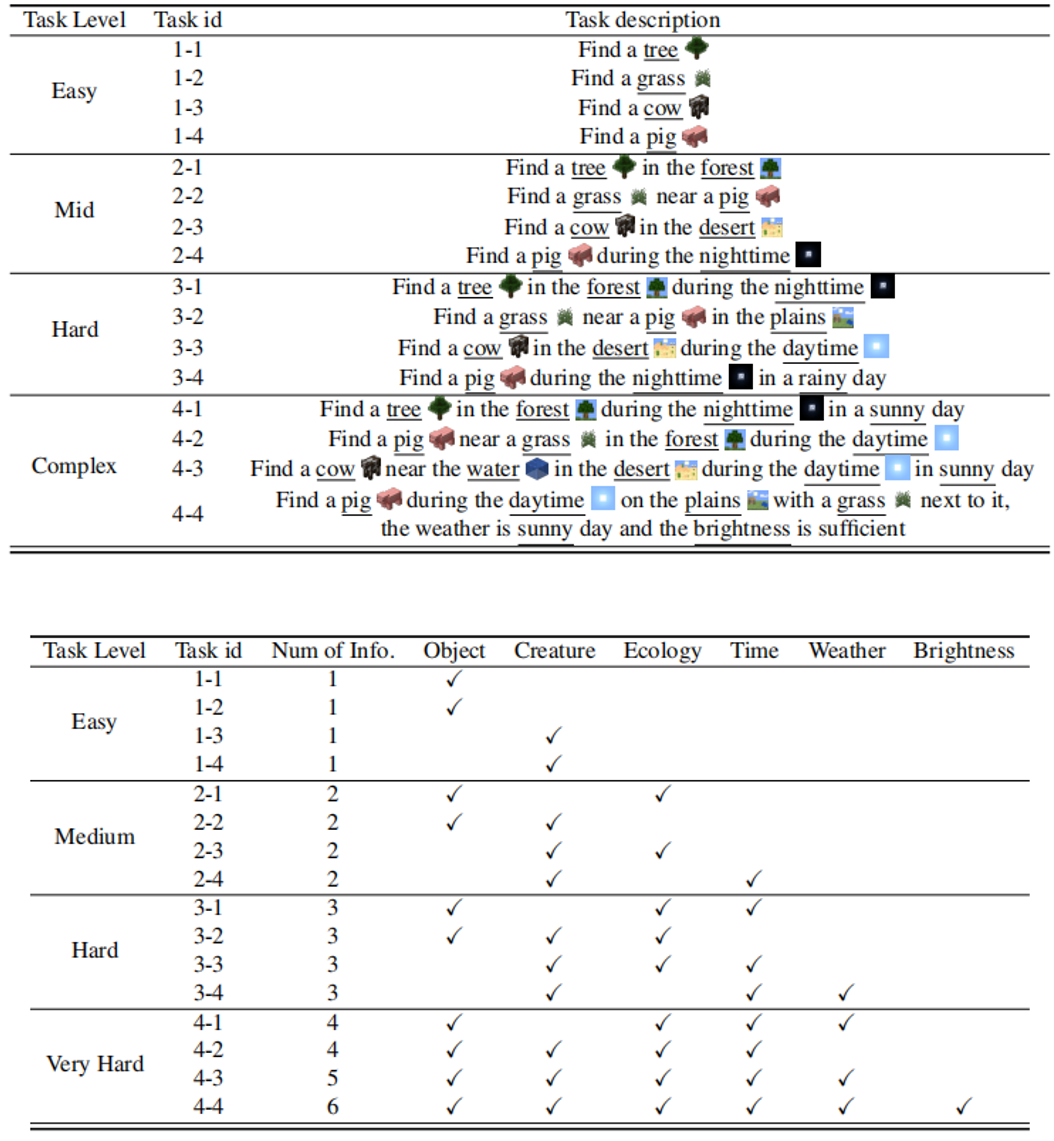 Task Level Task id Task description
Easy
1-1 Find a tree
1-2 Find a grass
1-3 Find a cow
1-4 Find a pig
Mid
2-1 Find a tree in the forest
2-2 Find a grass near a pig
2-3 Find a cow in the desert
2-4 Find a pig during the nighttime
Hard
3-1 Find a tree in the forest during the nighttime
3-2 Find a grass near a pig in the plains
3-3 Find a cow in the desert during the daytime
3-4 Find a pig during the nighttime in a rainy day
Complex
4-1 Find a tree in the forest during the nighttime in a sunny day
4-2 Find a pig near a grass in the forest during the daytime
4-3 Find a cow near the water in the desert during the daytime in sunny day
4-4 Find a pig during the daytime on the plains with a grass next to it,
the weather is sunny day and the brightness is sufficient
Task Level Task id Num of Info. Object Creature Ecology Time Weather Brightness
Easy
1-1 1 ✓
1-2 1 ✓
1-3 1 ✓
1-4 1 ✓
Medium
2-1 2 ✓ ✓
2-2 2 ✓ ✓
2-3 2 ✓ ✓
2-4 2 ✓ ✓
Hard
3-1 3 ✓ ✓ ✓
3-2 3 ✓ ✓ ✓
3-3 3 ✓ ✓ ✓
3-4 3 ✓ ✓ ✓
Very Hard
4-1 4 ✓ ✓ ✓ ✓
4-2 4 ✓ ✓ ✓ ✓
4-3 5 ✓ ✓ ✓ ✓ ✓
4-4 6 ✓ ✓ ✓ ✓ ✓ ✓